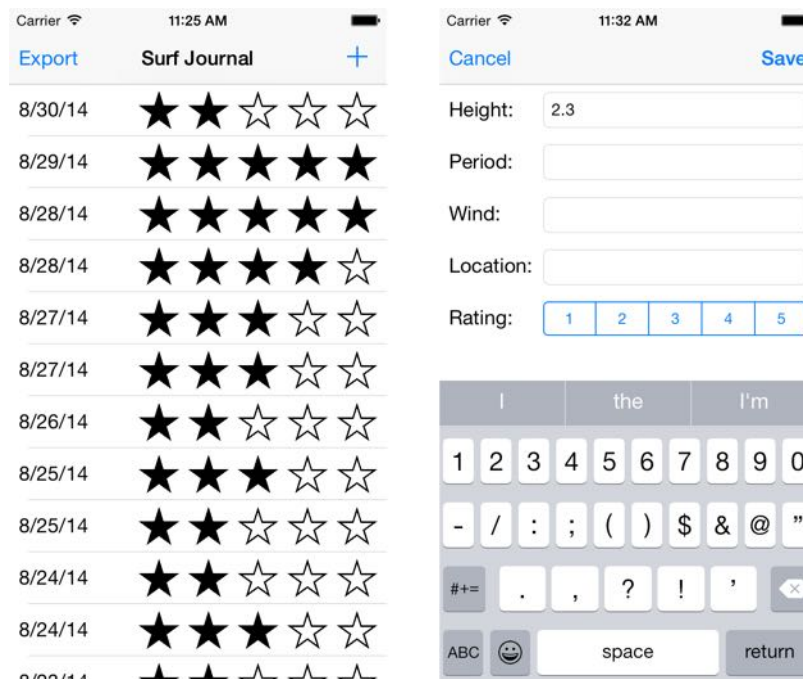 Carrier 11:25 AM
Export Surf Journal +
8/30/14
8/29/14
8/28/14
8/28/14
8/27/14
8/27/14
8/26/14
8/25/14
8/25/14
8/24/14
8/24/14
Carrier 11:32 AM
Cancel Save
Height: 2.3
Period:
Wind:
Location:
Rating: 1 2 3 4 5
I the I'm
1 2 3 4 5 6 7 8 9 0
- / : ; ( ) $ & @ "
#+= . , ? ! '
ABC space return